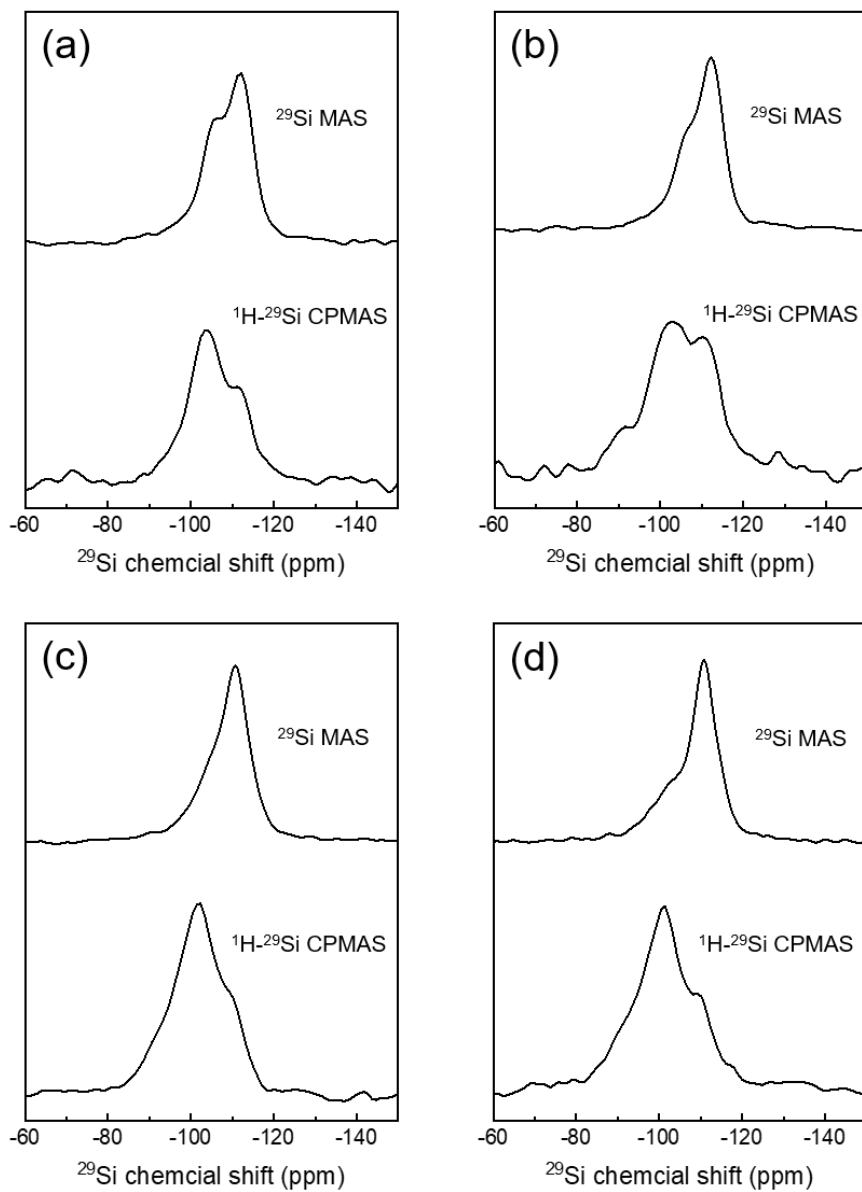 (a)
²⁹Si MAS
¹H-²⁹Si CPMAS
-60 -80 -100 -120 -140
²⁹Si chemcial shift (ppm)
(b)
²⁹Si MAS
¹H-²⁹Si CPMAS
-60 -80 -100 -120 -140
²⁹Si chemcial shift (ppm)
(c)
²⁹Si MAS
¹H-²⁹Si CPMAS
-60 -80 -100 -120 -140
²⁹Si chemcial shift (ppm)
(d)
²⁹Si MAS
¹H-²⁹Si CPMAS
-60 -80 -100 -120 -140
²⁹Si chemcial shift (ppm)